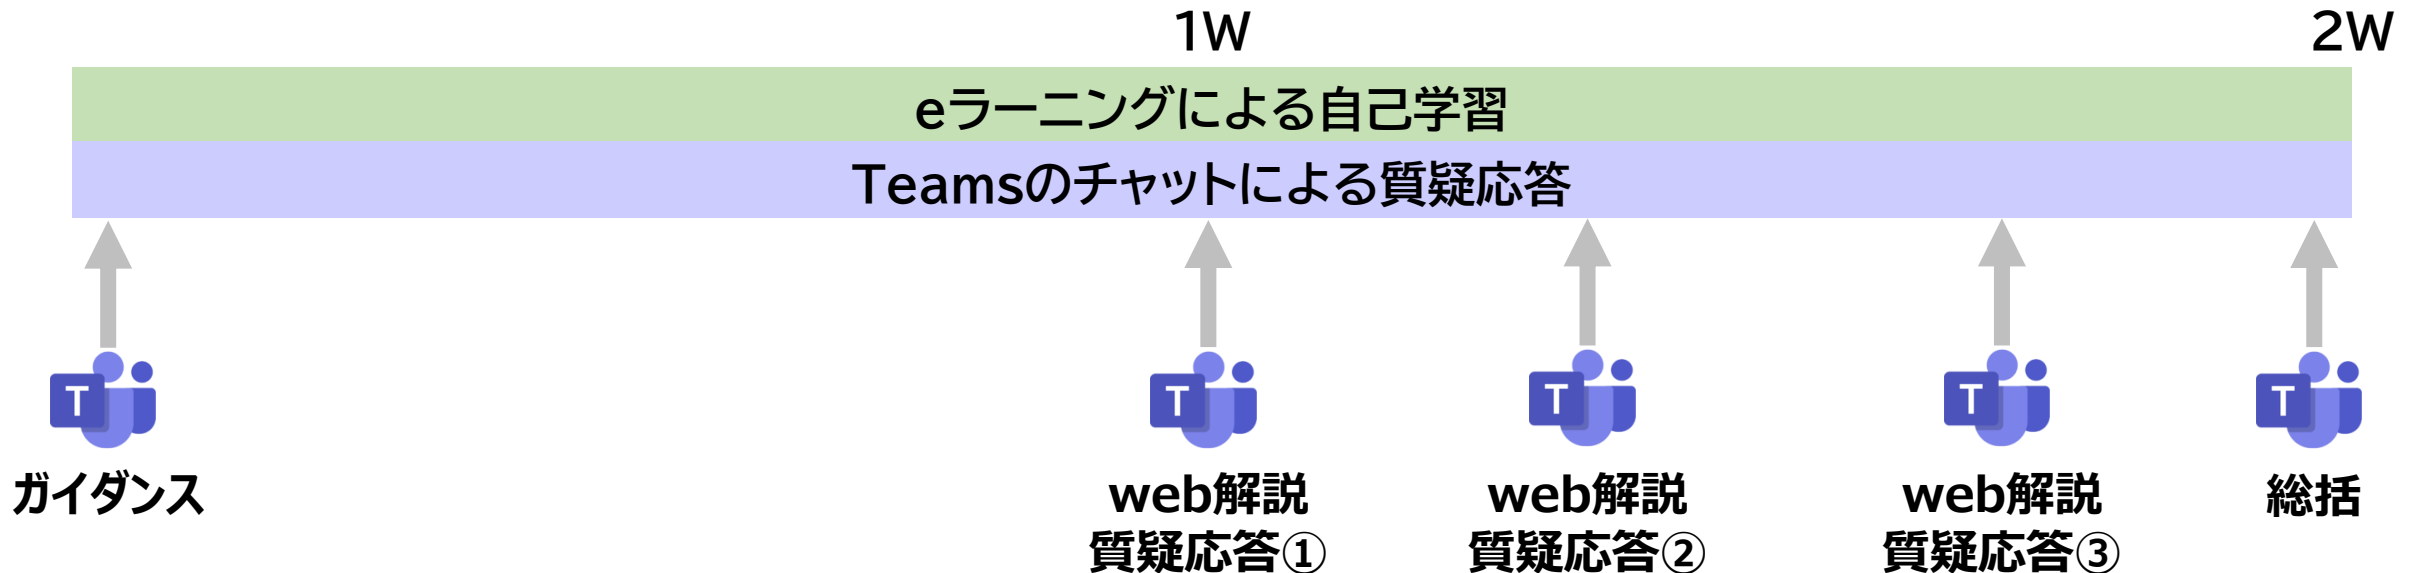 1W
2W
eラーニングによる自己学習
Teamsのチャットによる質疑応答
T
T
T
T
T
ガイダンス
web解説
質疑応答①
web解説
質疑応答②
web解説
質疑応答③
総括